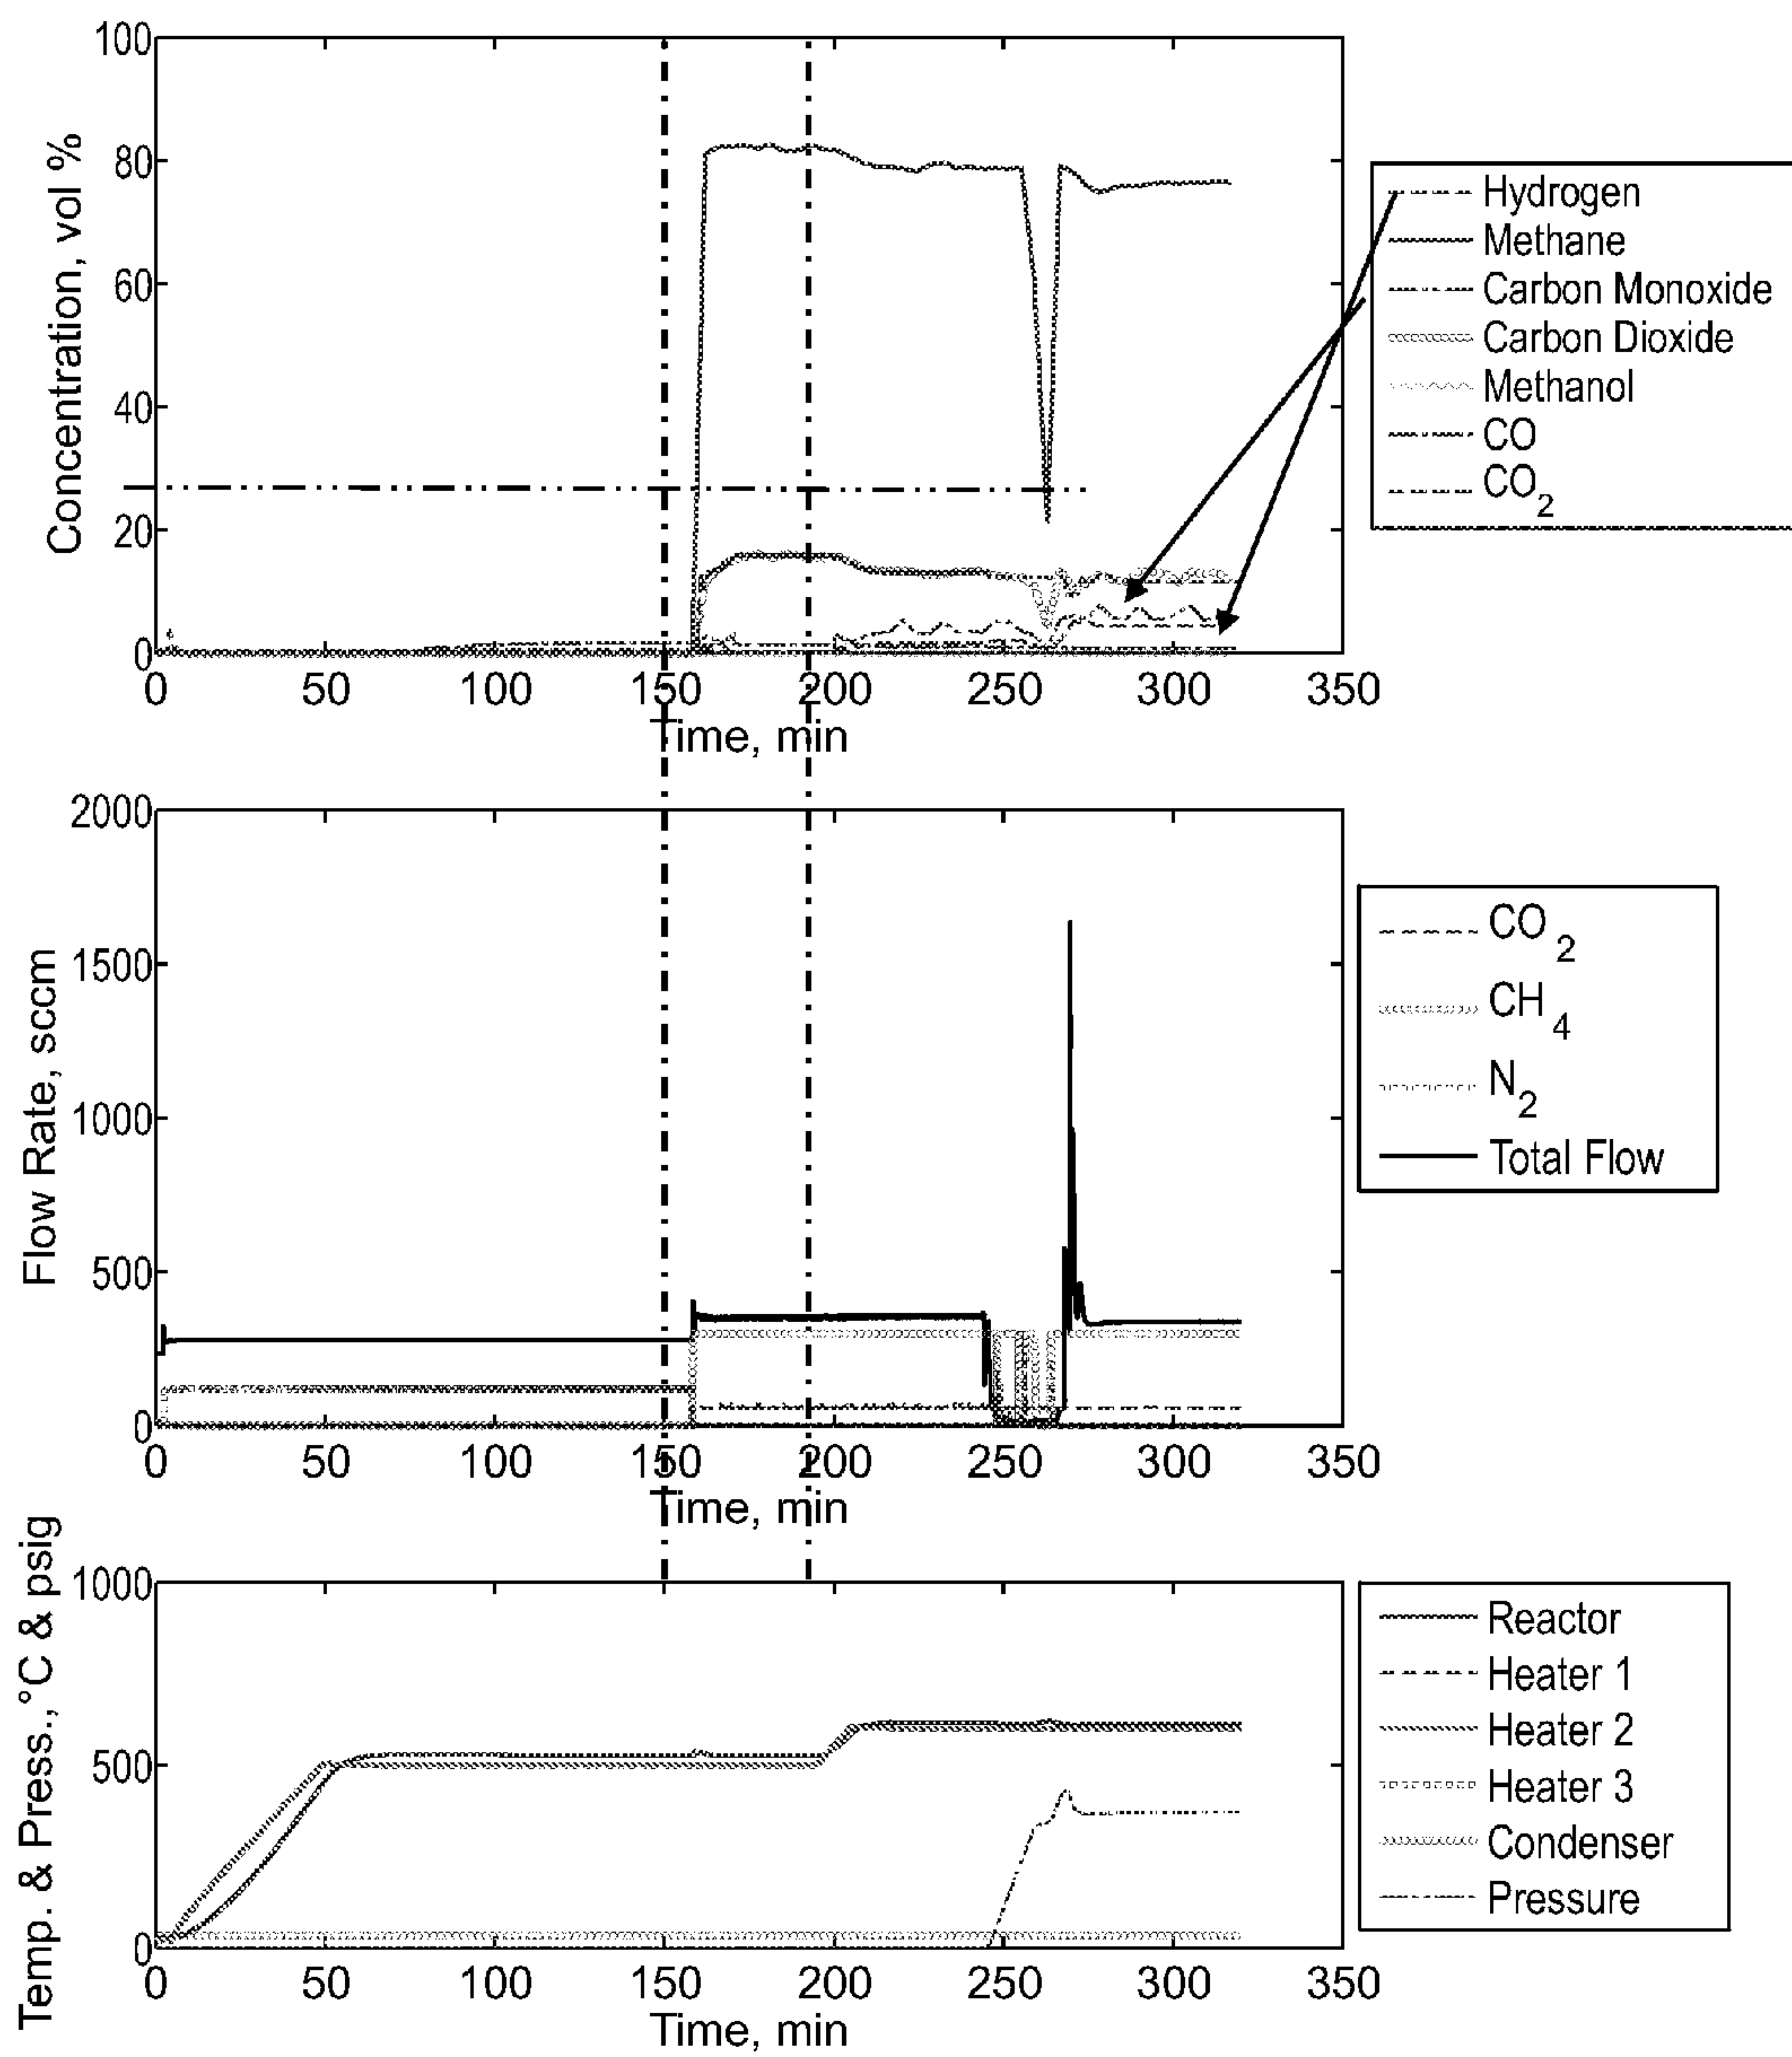 Concentration, vol %
100
80
60
40
20
0
0 50 100 150 200 250 300 350
Time, min
Hydrogen
Methane
Carbon Monoxide
Carbon Dioxide
Methanol
CO
CO2
Flow Rate, sccm
2000
1500
1000
500
0
0 50 100 150 200 250 300 350
Time, min
CO2
CH4
N2
Total Flow
Temp. & Press.,°C & psig
1000
500
0
0 50 100 150 200 250 300 350
Time, min
Reactor
Heater 1
Heater 2
Heater 3
Condenser
Pressure